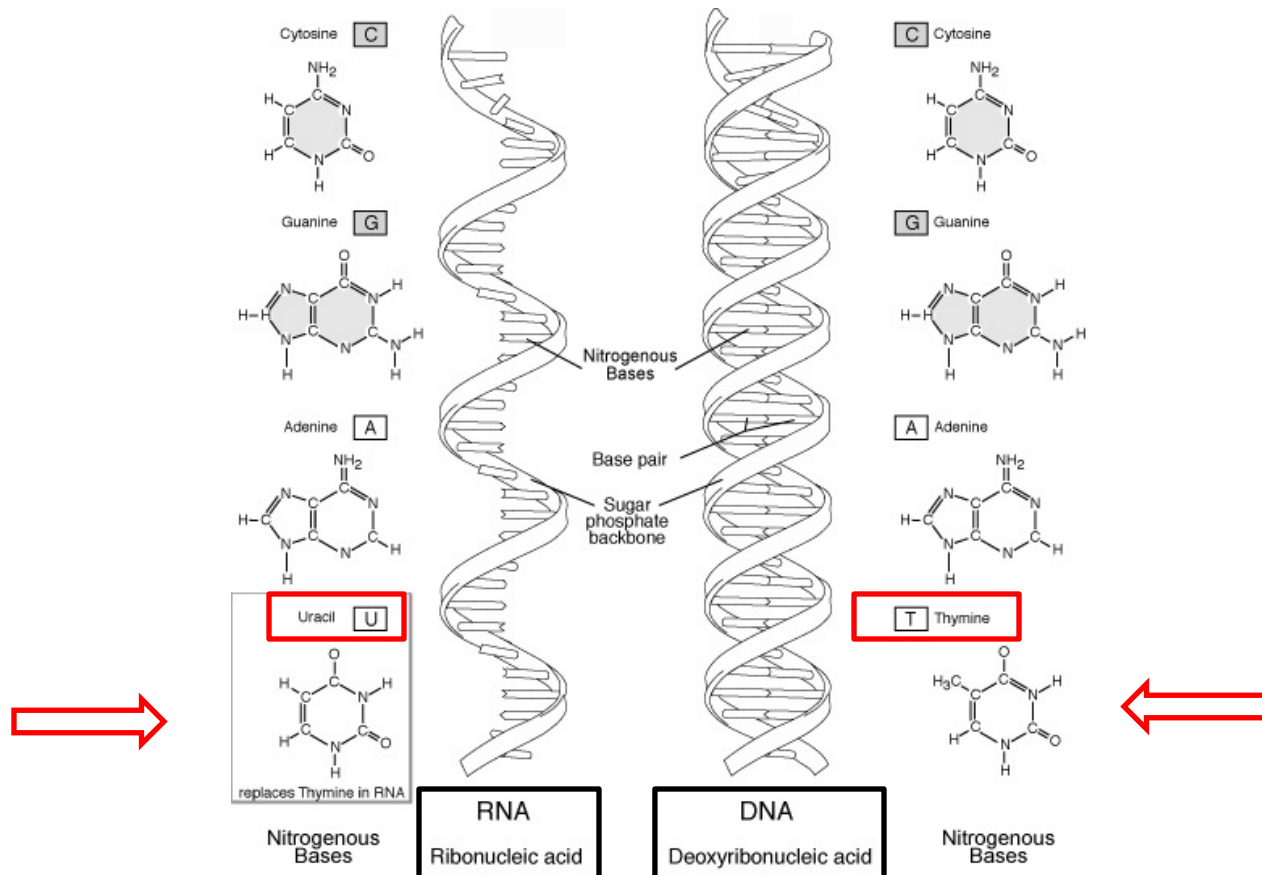 Cytosine C
NH₂
H
C
C
N
C
C
H
N
O
H
Guanine G
O
N
C
C
N
H
H
C
C
N
N
C
N
H
H
H
Adenine A
NH₂
N
C
C
N
H
C
C
N
N
C
H
H
Uracil U
O
H
C
C
N
H
C
C
H
N
O
H
replaces Thymine in RNA
Nitrogenous
Bases
Nitrogenous
Bases
Base pair
Sugar
phosphate
backbone
RNA
Ribonucleic acid
DNA
Deoxyribonucleic acid
C Cytosine
NH₂
H
C
C
N
C
C
H
N
O
H
G Guanine
O
N
C
C
N
H
H
C
C
N
N
C
N
H
H
H
A Adenine
NH₂
N
C
C
N
H
C
C
N
N
C
H
H
T Thymine
O
H₃C
C
C
N
H
C
C
H
N
O
H
Nitrogenous
Bases